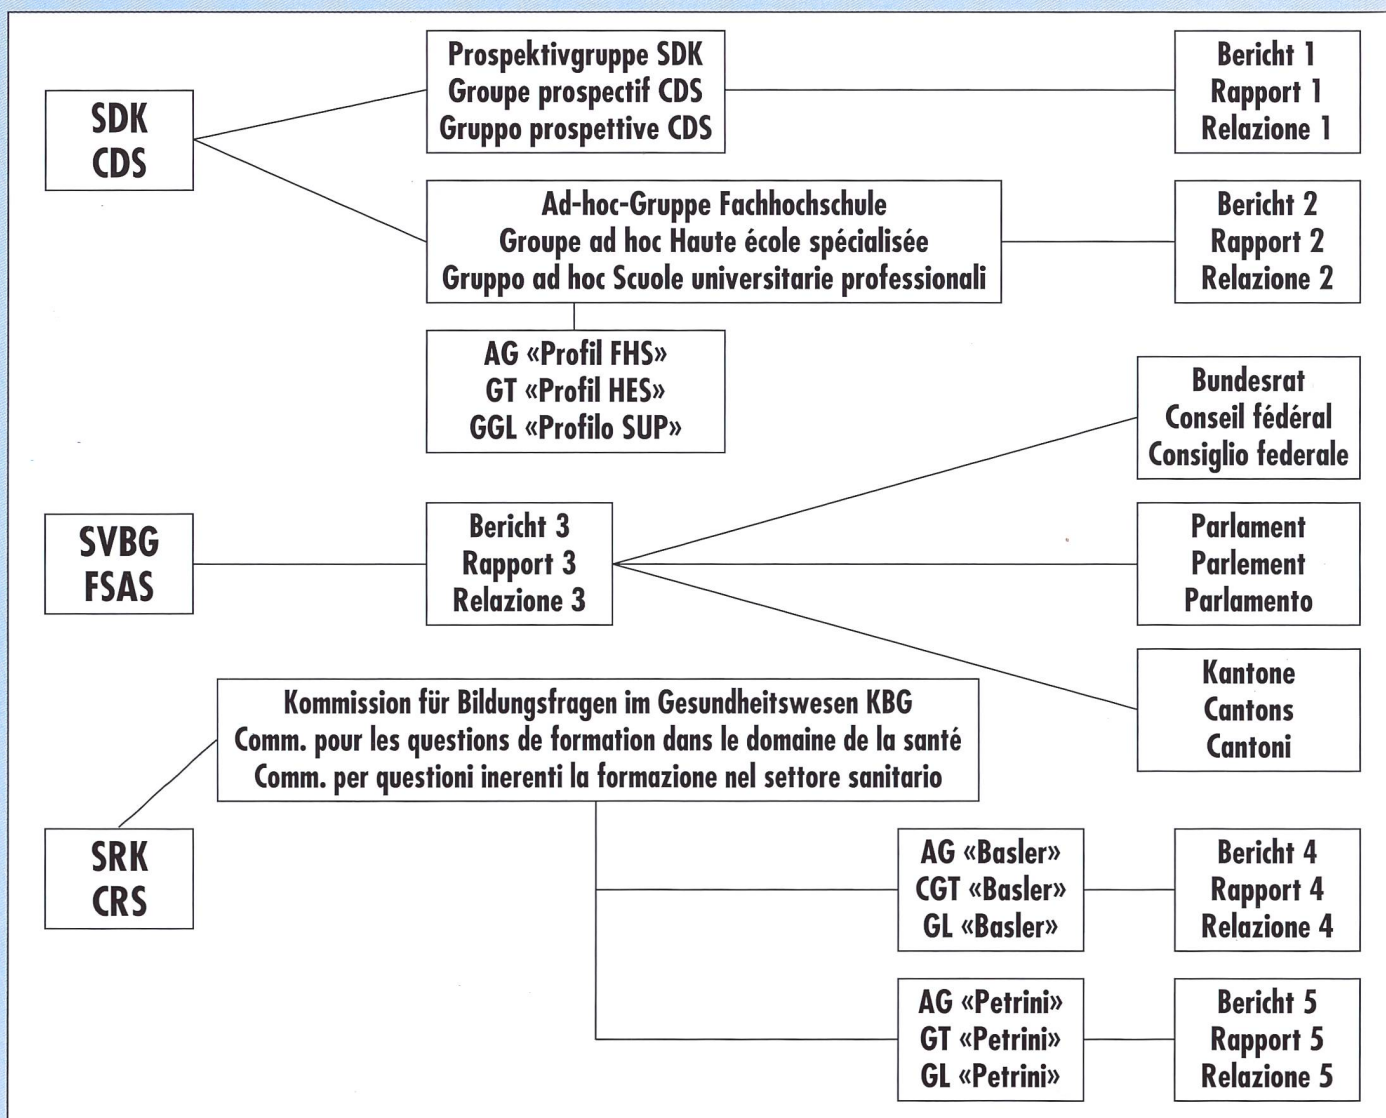 SDK
CDS
Prospektivgruppe SDK
Groupe prospectif CDS
Gruppo prospettive CDS
Bericht 1
Rapport 1
Relazione 1
Ad-hoc-Gruppe Fachhochschule
Groupe ad hoc Haute école spécialisée
Gruppo ad hoc Scuole universitarie professionali
Bericht 2
Rapport 2
Relazione 2
AG «Profil FHS»
GT «Profil HES»
GGL «Profilo SUP»
SVBG
FSAS
Bericht 3
Rapport 3
Relazione 3
Bundesrat
Conseil fédéral
Consiglio federale
Parlament
Parlement
Parlamento
Kantone
Cantons
Cantoni
Kommission für Bildungsfragen im Gesundheitswesen KBG
Comm. pour les questions de formation dans le domaine de la santé
Comm. per questioni inerenti la formazione nel settore sanitario
SRK
CRS
AG «Basler»
CGT «Basler»
GL «Basler»
Bericht 4
Rapport 4
Relazione 4
AG «Petrini»
GT «Petrini»
GL «Petrini»
Bericht 5
Rapport 5
Relazione 5